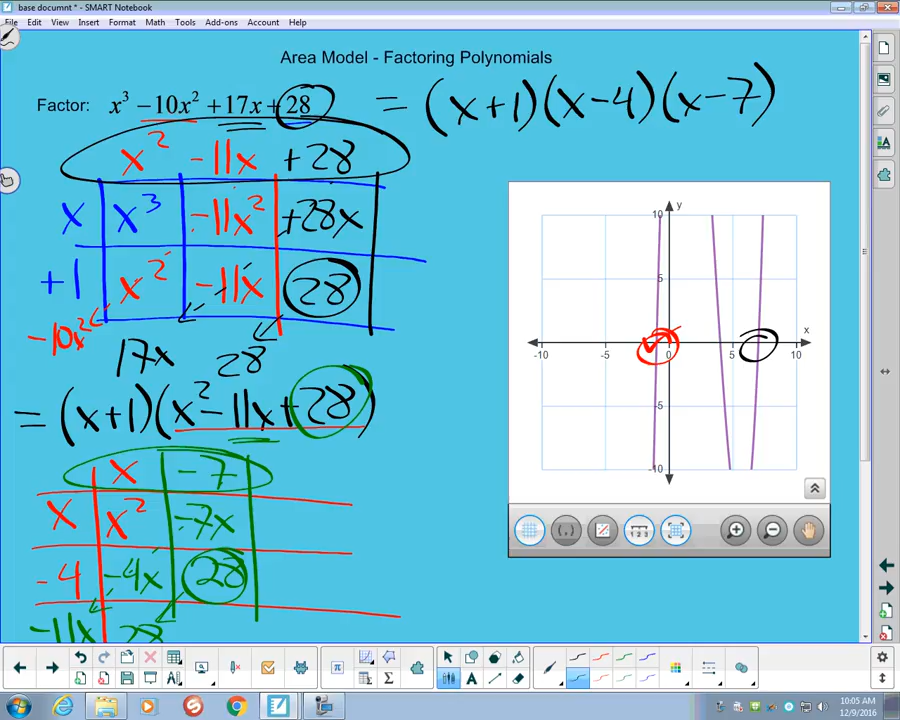 base documnt * - SMART Notebook
File Edit View Insert Format Math Tools Add-ons Account Help
Area Model - Factoring Polynomials
Factor: x³ −10x² +17x + 28 = (x+1)(x−4)(x−7)
x² −11x +28
x x³ −11x² +28x
+1 x² −11x 28
−10x²
17x 28
= (x+1)(x²−11x+28)
x −7
x x² −7x
−4 −4x 28
−11x 28
10 y
5
x
-10 -5 0 5 10
-5
-10
( , )
1 2 3
π Σ
A
10:05 AM
12/9/2016